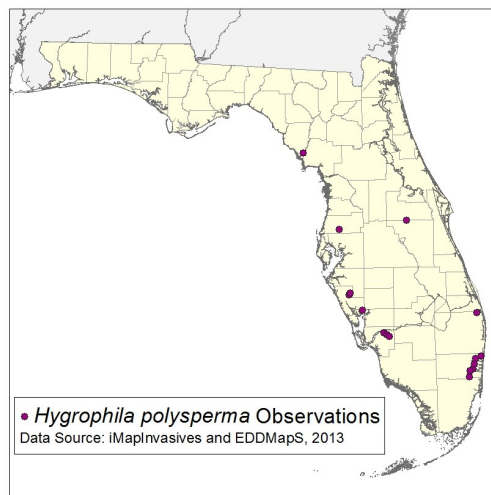 Hygrophila polysperma Observations
Data Source: iMapInvasives and EDDMapS, 2013